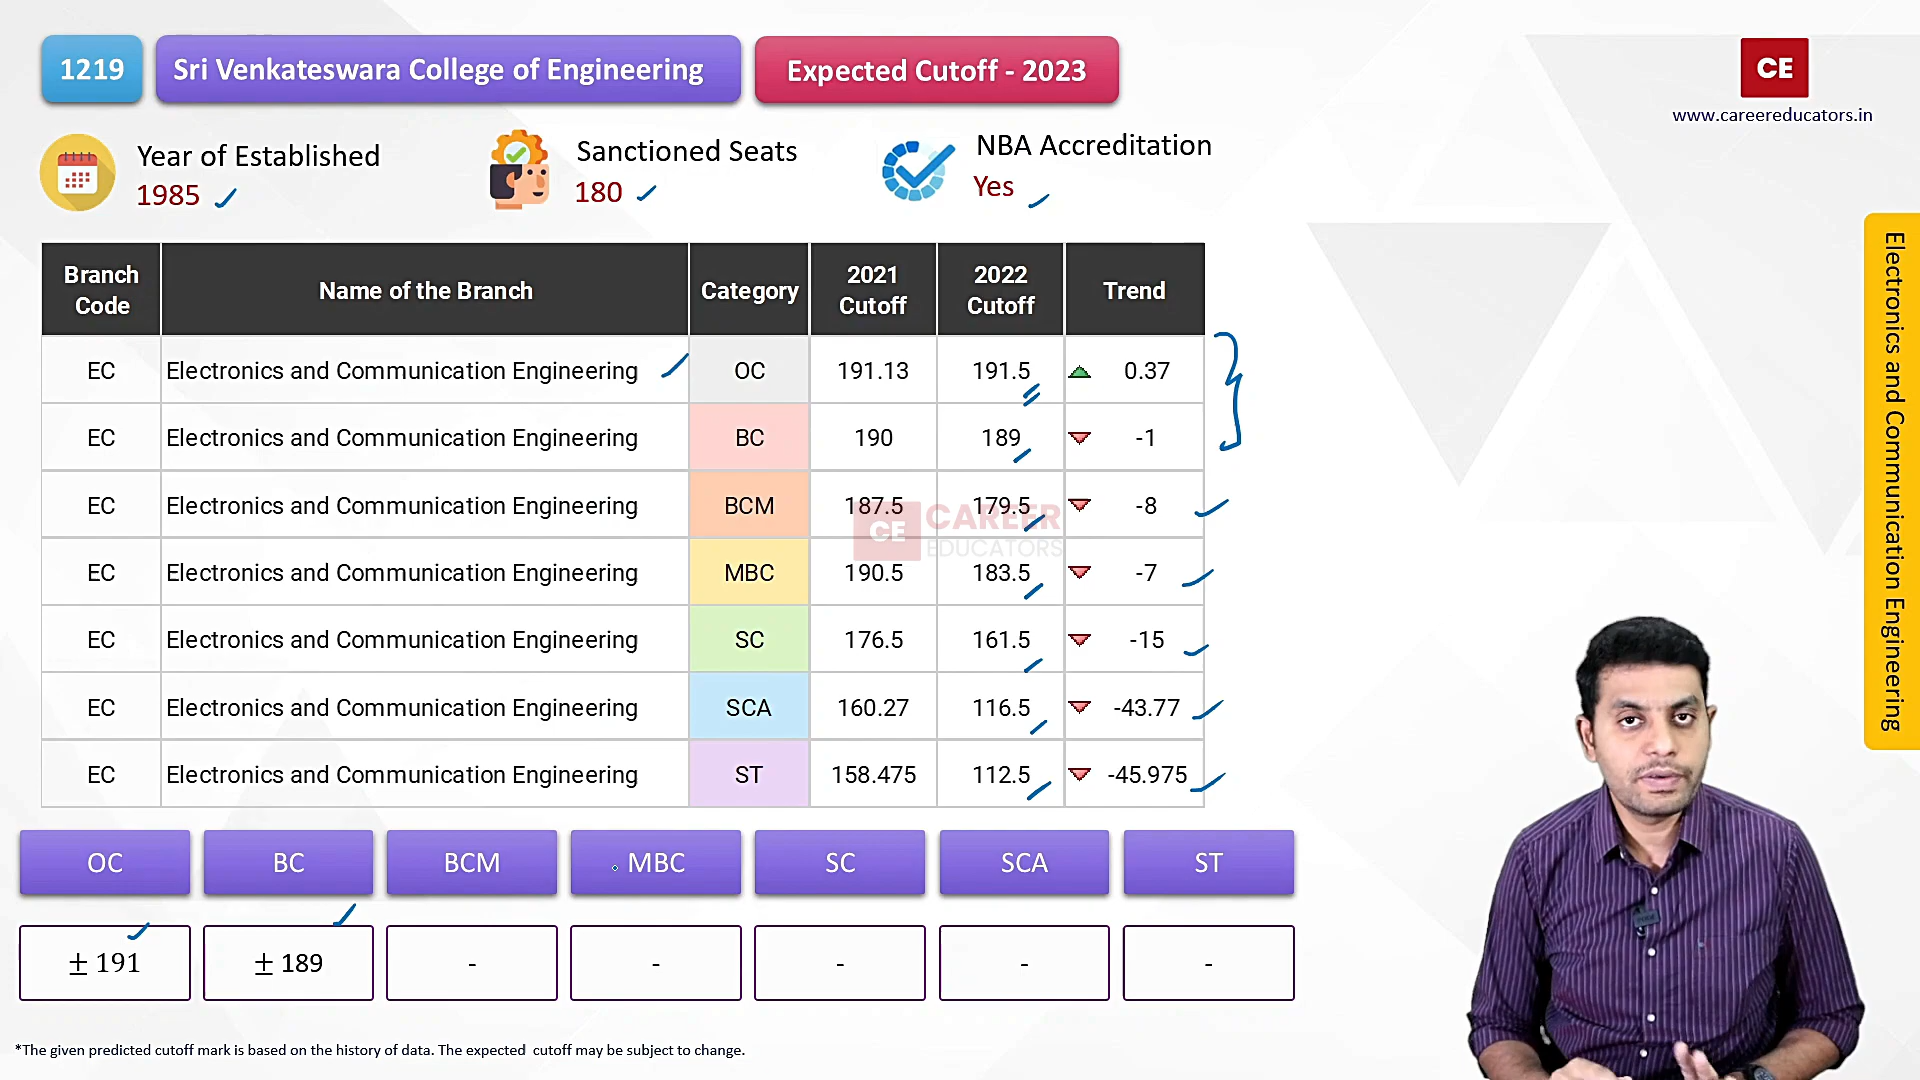 1219
Sri Venkateswara College of Engineering
Expected Cutoff - 2023
CE
www.careereducators.in
Year of Established
1985
Sanctioned Seats
180
NBA Accreditation
Yes
Branch Code Name of the Branch Category 2021 Cutoff 2022 Cutoff Trend
EC Electronics and Communication Engineering OC 191.13 191.5 0.37
EC Electronics and Communication Engineering BC 190 189 -1
EC Electronics and Communication Engineering BCM 187.5 179.5 -8
CE CAREER
EDUCATORS
EC Electronics and Communication Engineering MBC 190.5 183.5 -7
EC Electronics and Communication Engineering SC 176.5 161.5 -15
EC Electronics and Communication Engineering SCA 160.27 116.5 -43.77
EC Electronics and Communication Engineering ST 158.475 112.5 -45.975
OC BC BCM MBC SC SCA ST
± 191 ± 189 - - - - -
*The given predicted cutoff mark is based on the history of data. The expected cutoff may be subject to change.
Electronics and Communication Engineering